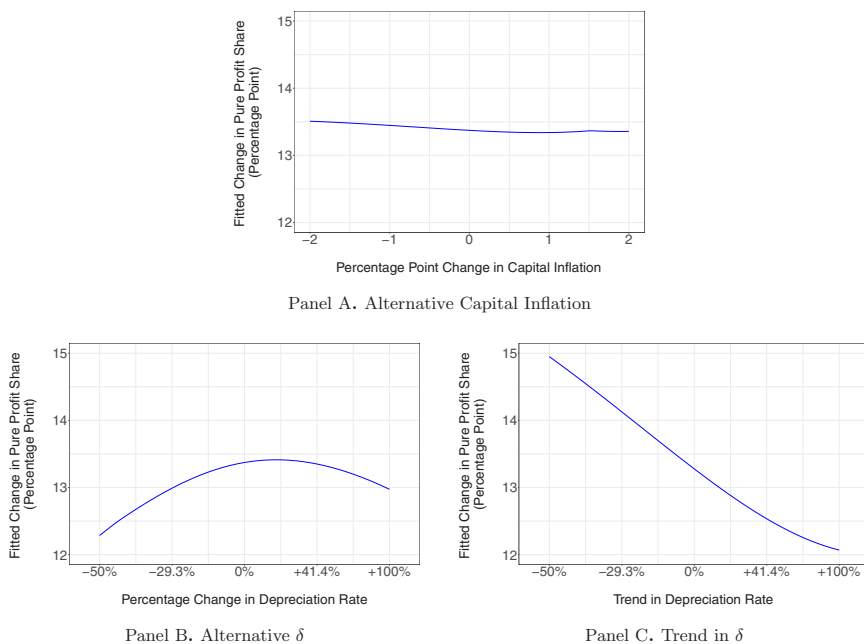 Fitted Change in Pure Profit Share
(Percentage Point)
15
14
13
12
−2
−1
0
1
2
Percentage Point Change in Capital Inflation
Panel A. Alternative Capital Inflation
Fitted Change in Pure Profit Share
(Percentage Point)
15
14
13
12
−50%
−29.3%
0%
+41.4%
+100%
Percentage Change in Depreciation Rate
Panel B. Alternative δ
Fitted Change in Pure Profit Share
(Percentage Point)
15
14
13
12
−50%
−29.3%
0%
+41.4%
+100%
Trend in Depreciation Rate
Panel C. Trend in δ